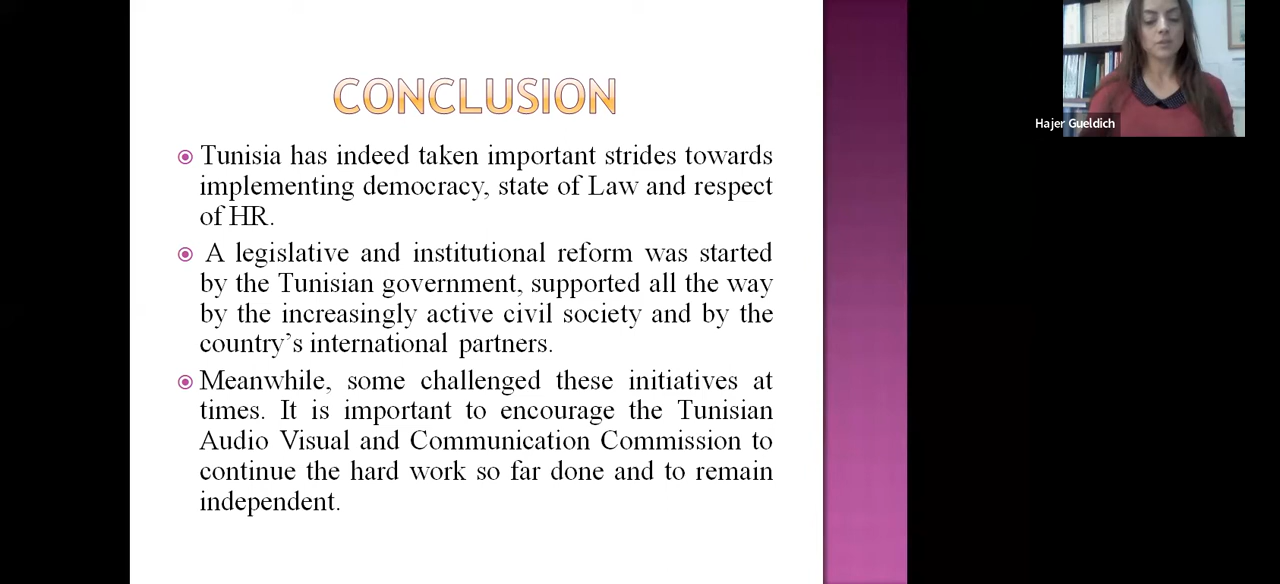 CONCLUSION
Tunisia has indeed taken important strides towards
implementing democracy, state of Law and respect
of HR.
A legislative and institutional reform was started
by the Tunisian government, supported all the way
by the increasingly active civil society and by the
country’s international partners.
Meanwhile, some challenged these initiatives at
times. It is important to encourage the Tunisian
Audio Visual and Communication Commission to
continue the hard work so far done and to remain
independent.
Hajer Gueldich